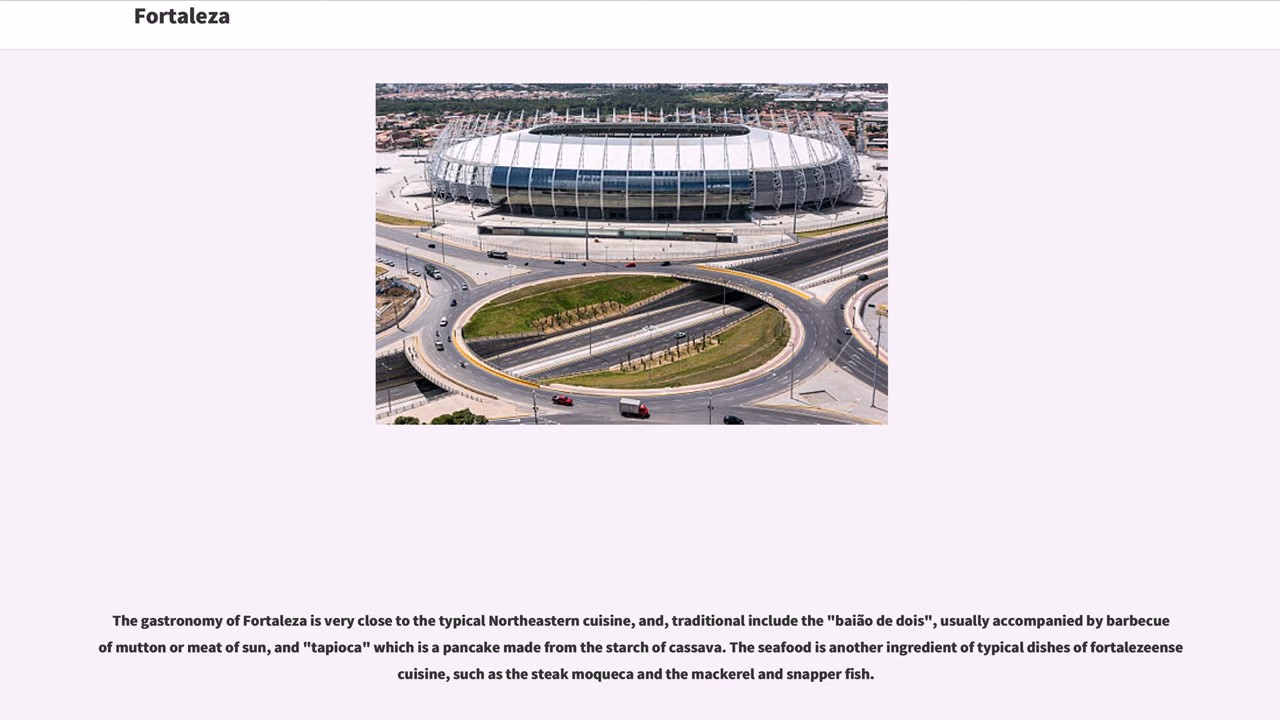 Fortaleza
The gastronomy of Fortaleza is very close to the typical Northeastern cuisine, and, traditional include the "baião de dois", usually accompanied by barbecue
of mutton or meat of sun, and "tapioca" which is a pancake made from the starch of cassava. The seafood is another ingredient of typical dishes of fortalezeense
cuisine, such as the steak moqueca and the mackerel and snapper fish.